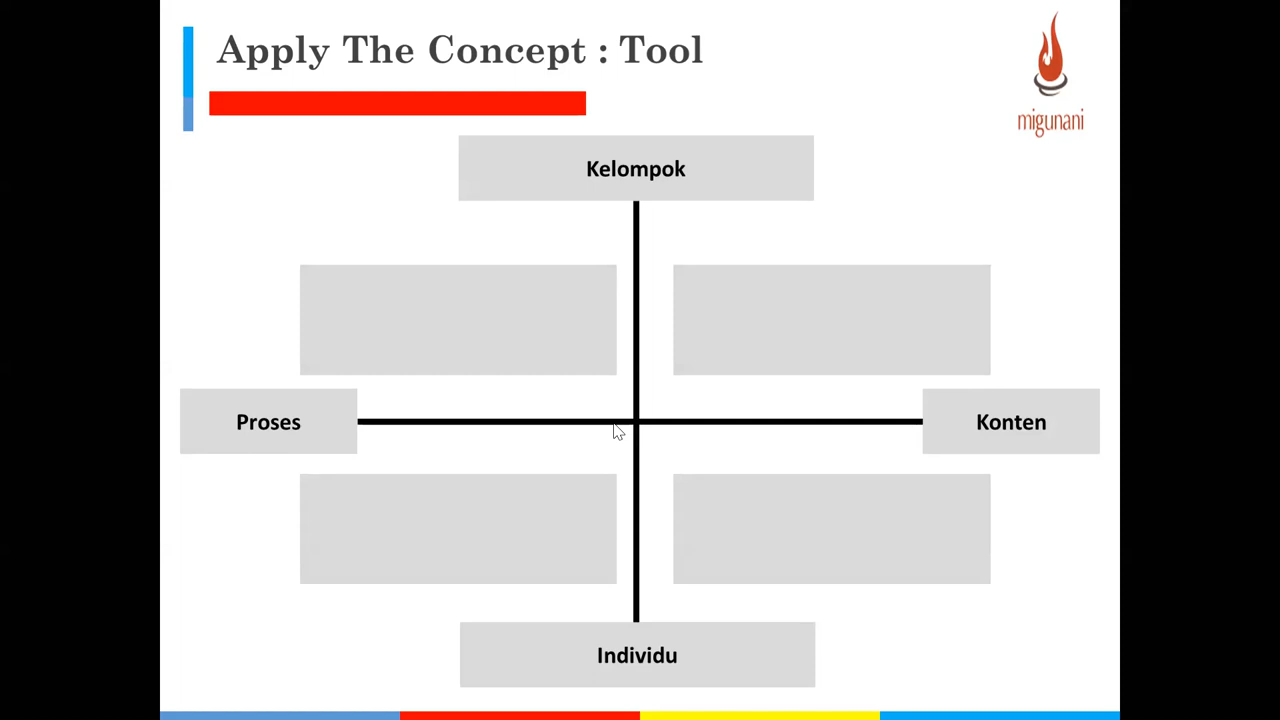 Apply The Concept : Tool
migunani
Kelompok
Proses
Konten
Individu